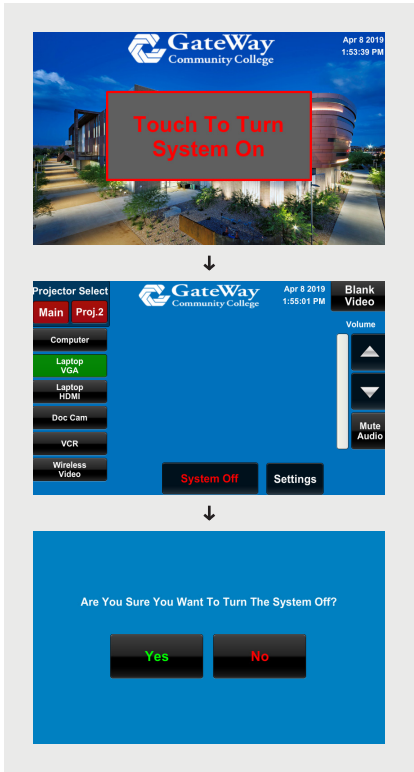 GateWay
Community College
Apr 8 2019
1:53:39 PM
Touch To Turn
System On
↓
Projector Select
Main
Proj.2
GateWay
Community College
Apr 8 2019
1:55:01 PM
Blank
Video
Computer
Laptop
VGA
Laptop
HDMI
Doc Cam
VCR
Wireless
Video
Volume
Mute
Audio
System Off
Settings
↓
Are You Sure You Want To Turn The System Off?
Yes
No